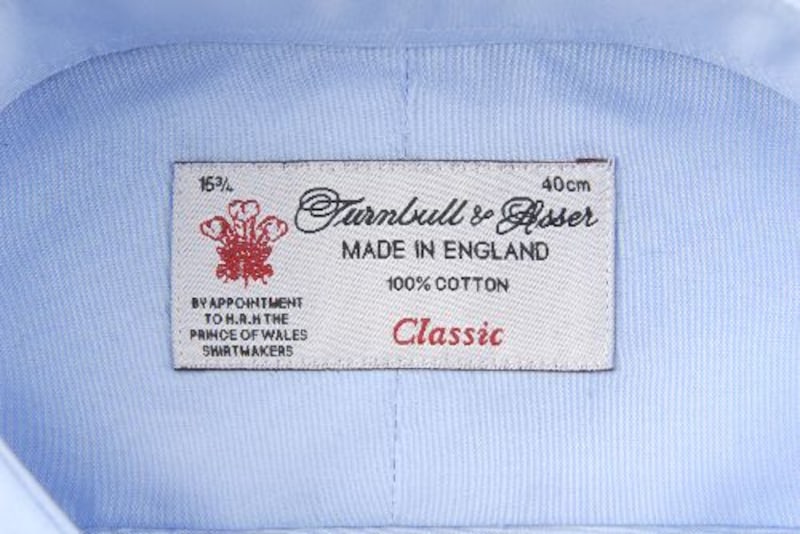 15¾ 40cm
Turnbull & Asser
MADE IN ENGLAND
100% COTTON
Classic
BY APPOINTMENT
TO H.R.H THE
PRINCE OF WALES
SHIRTMAKERS